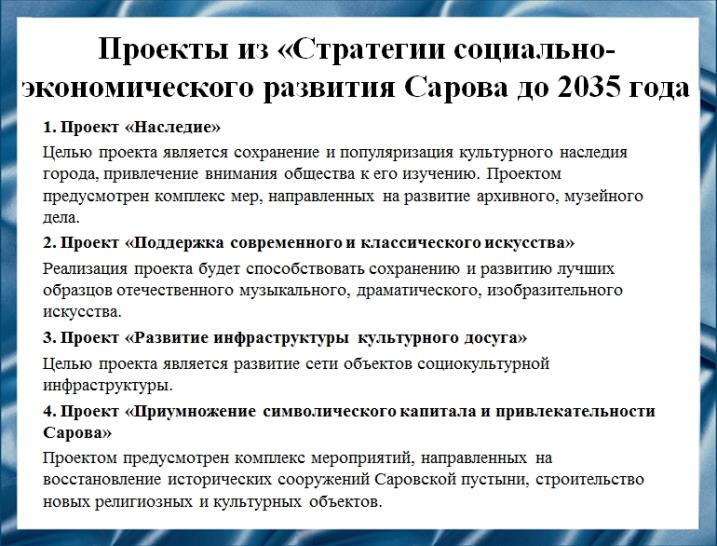 Проекты из «Стратегии социально-
экономического развития Сарова до 2035 года
1. Проект «Наследие»
Целью проекта является сохранение и популяризация культурного наследия
города, привлечение внимания общества к его изучению. Проектом
предусмотрен комплекс мер, направленных на развитие архивного, музейного
дела.
2. Проект «Поддержка современного и классического искусства»
Реализация проекта будет способствовать сохранению и развитию лучших
образцов отечественного музыкального, драматического, изобразительного
искусства.
3. Проект «Развитие инфраструктуры культурного досуга»
Целью проекта является развитие сети объектов социокультурной
инфраструктуры.
4. Проект «Приумножение символического капитала и привлекательности
Сарова»
Проектом предусмотрен комплекс мероприятий, направленных на
восстановление исторических сооружений Саровской пустыни, строительство
новых религиозных и культурных объектов.